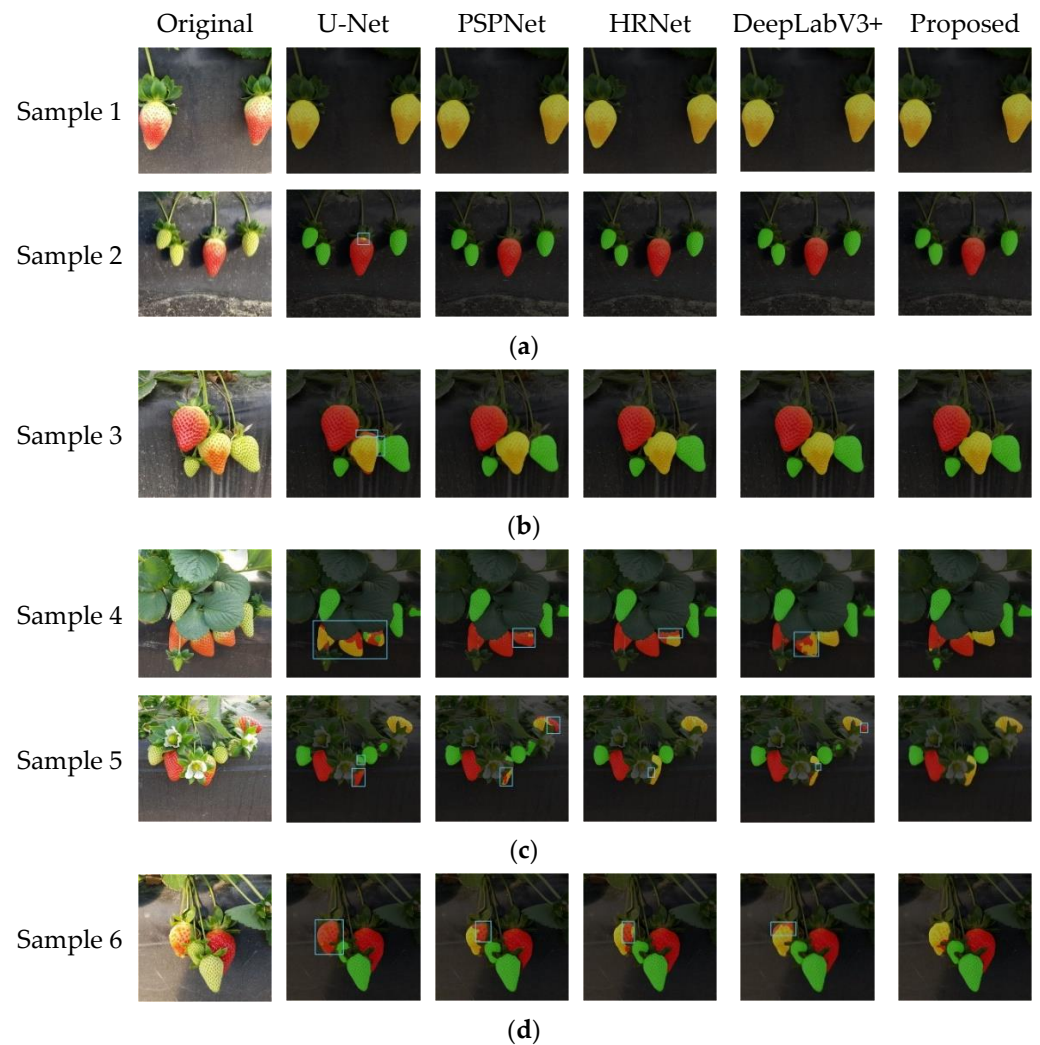 Original U-Net PSPNet HRNet DeepLabV3+ Proposed
Sample 1
Sample 2
(a)
Sample 3
(b)
Sample 4
Sample 5
(c)
Sample 6
(d)